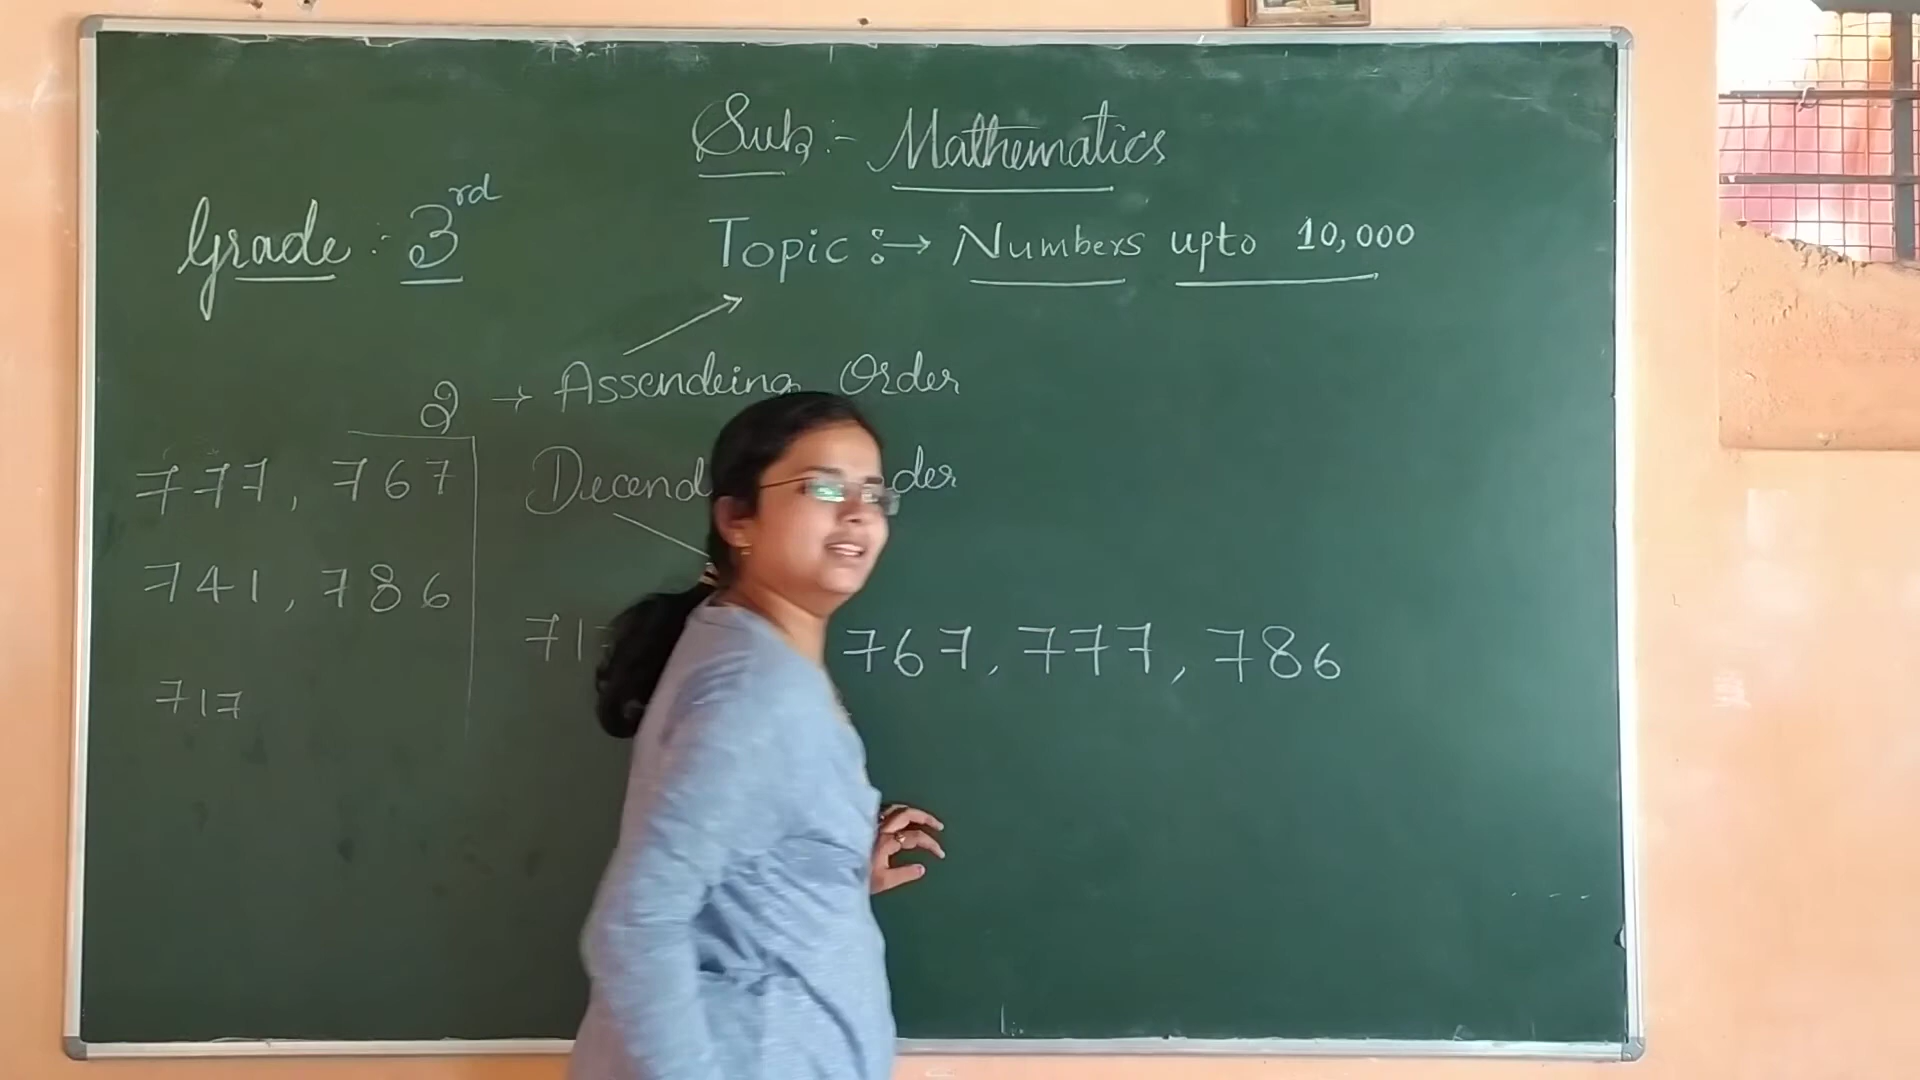 Sub :- Mathematics
Grade :- 3rd
Topic :→ Numbers upto 10,000
2 → Assendeing Order
777, 767
741, 786
717
767, 777, 786